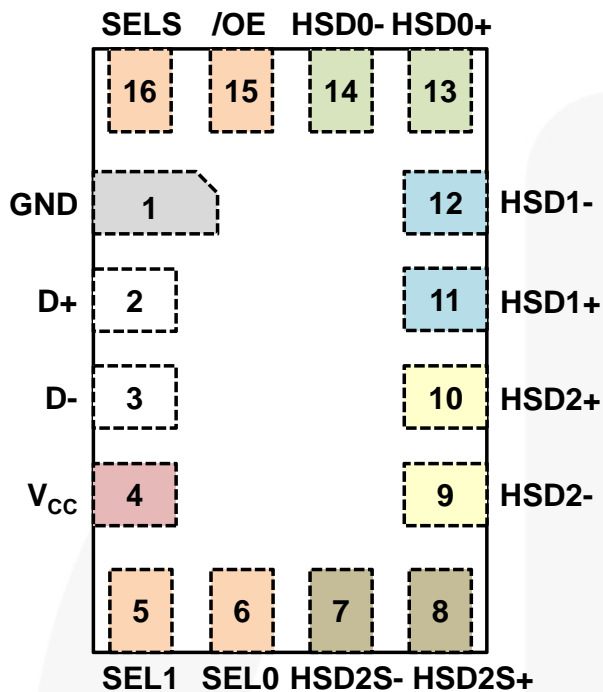 SELS /OE HSD0- HSD0+
16 15 14 13
GND 1 12 HSD1-
D+ 2 11 HSD1+
D- 3 10 HSD2+
VCC 4 9 HSD2-
5 6 7 8
SEL1 SEL0 HSD2S- HSD2S+